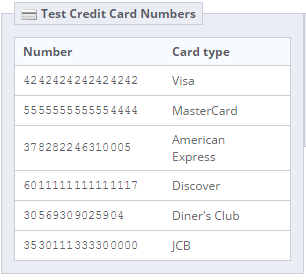 Test Credit Card Numbers
Number Card type
4242424242424242 Visa
5555555555554444 MasterCard
378282246310005 American
Express
6011111111111117 Discover
30569309025904 Diner's Club
3530111333300000 JCB